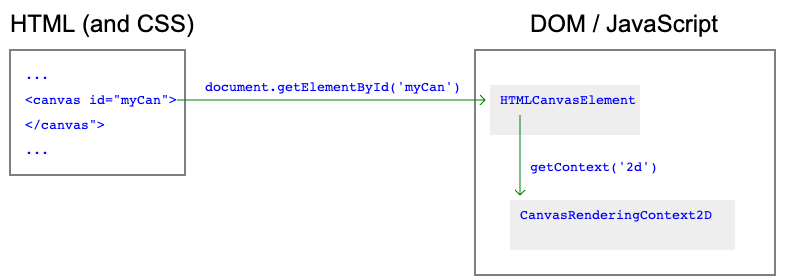 HTML (and CSS)
DOM / JavaScript
...
<canvas id="myCan">
</canvas">
...
document.getElementById('myCan')
HTMLCanvasElement
getContext('2d')
CanvasRenderingContext2D